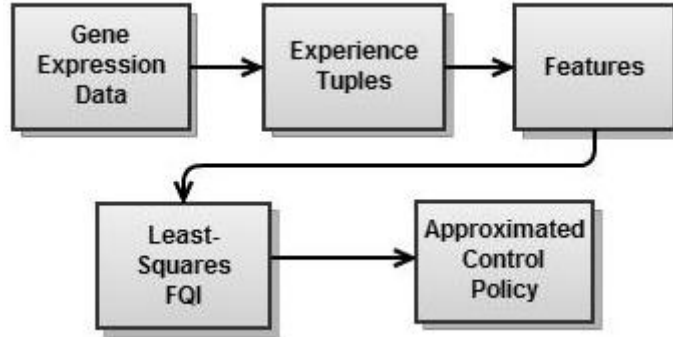 Gene
Expression
Data
Experience
Tuples
Features
Least-
Squares
FQI
Approximated
Control
Policy